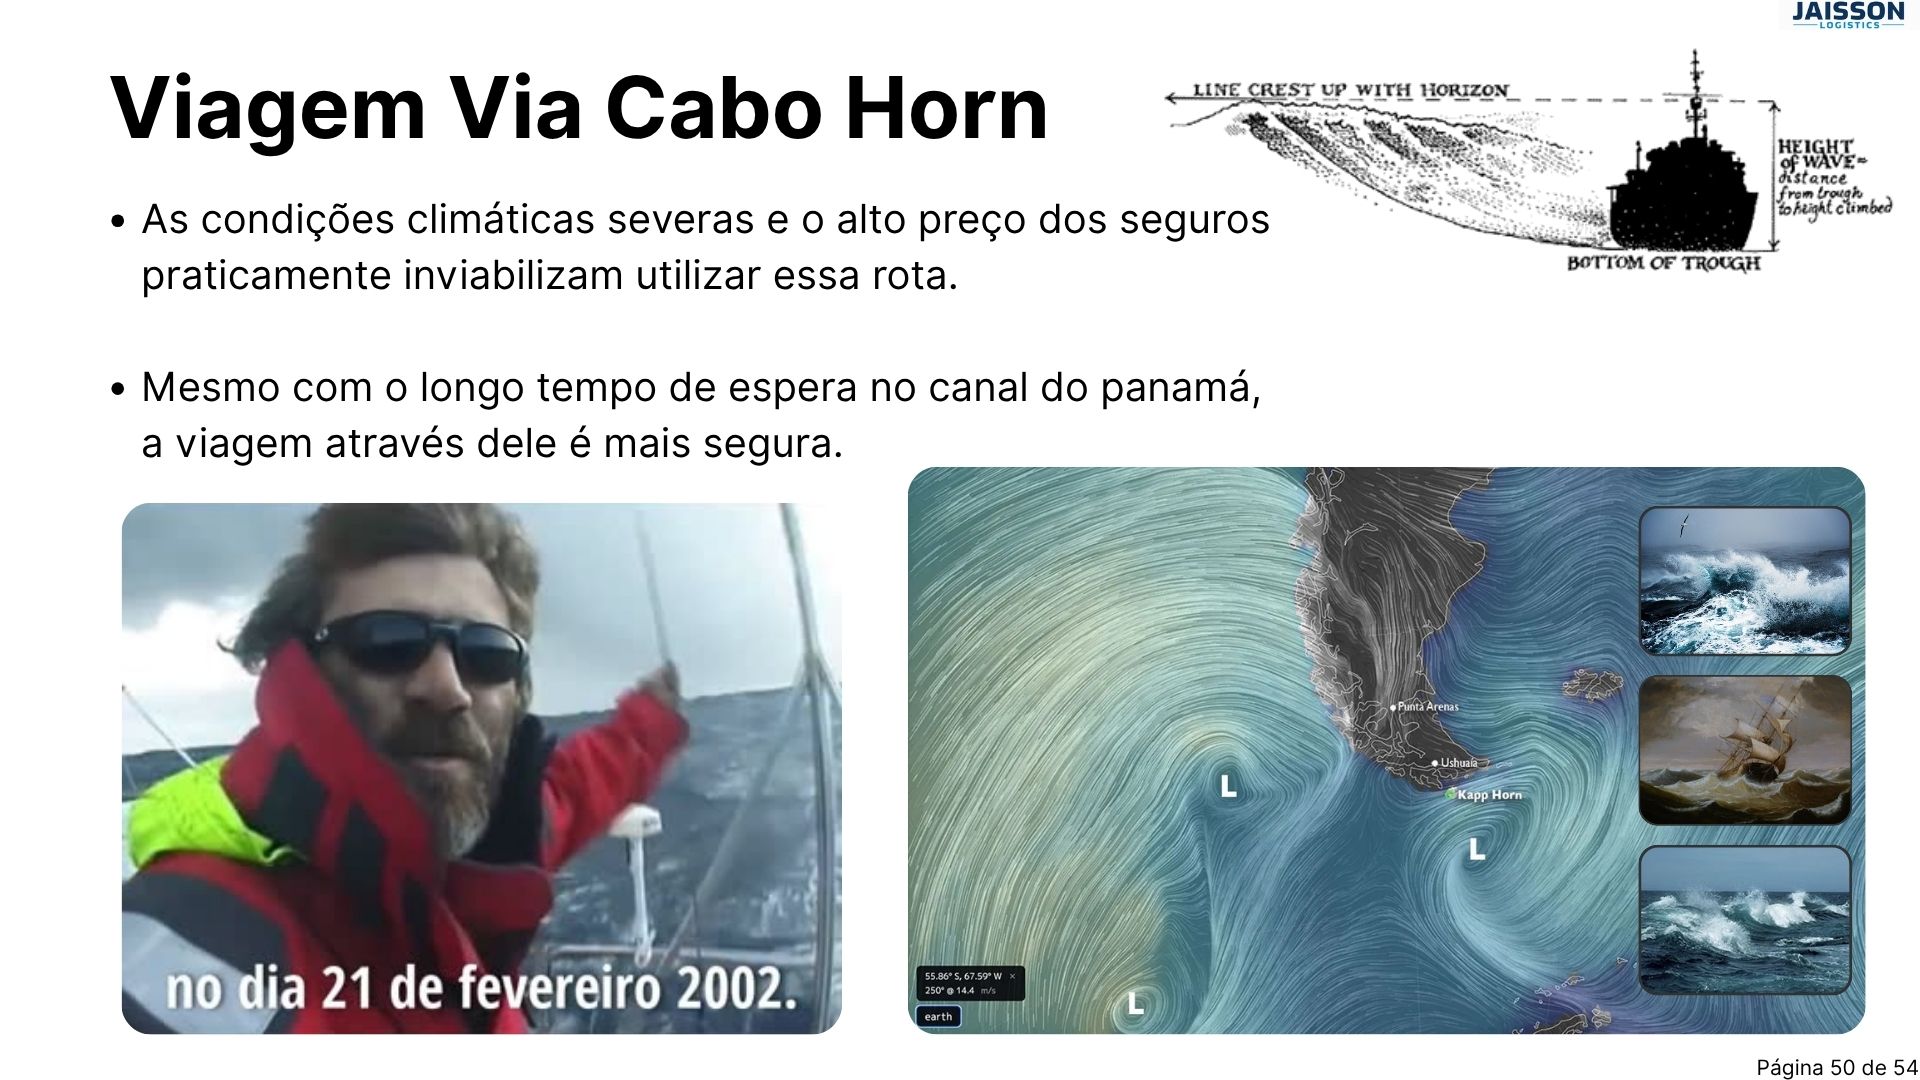 JAISSON
LOGISTICS
Viagem Via Cabo Horn
LINE CREST UP WITH HORIZON
HEIGHT
of WAVE=
distance
from trough
to height climbed
BOTTOM OF TROUGH
• As condições climáticas severas e o alto preço dos seguros
praticamente inviabilizam utilizar essa rota.
• Mesmo com o longo tempo de espera no canal do panamá,
a viagem através dele é mais segura.
no dia 21 de fevereiro 2002.
Punta Arenas
Ushuaia
Kapp Horn
L
L
L
55.86° S, 67.59° W ×
250° @ 14.4 m/s
earth
Página 50 de 54